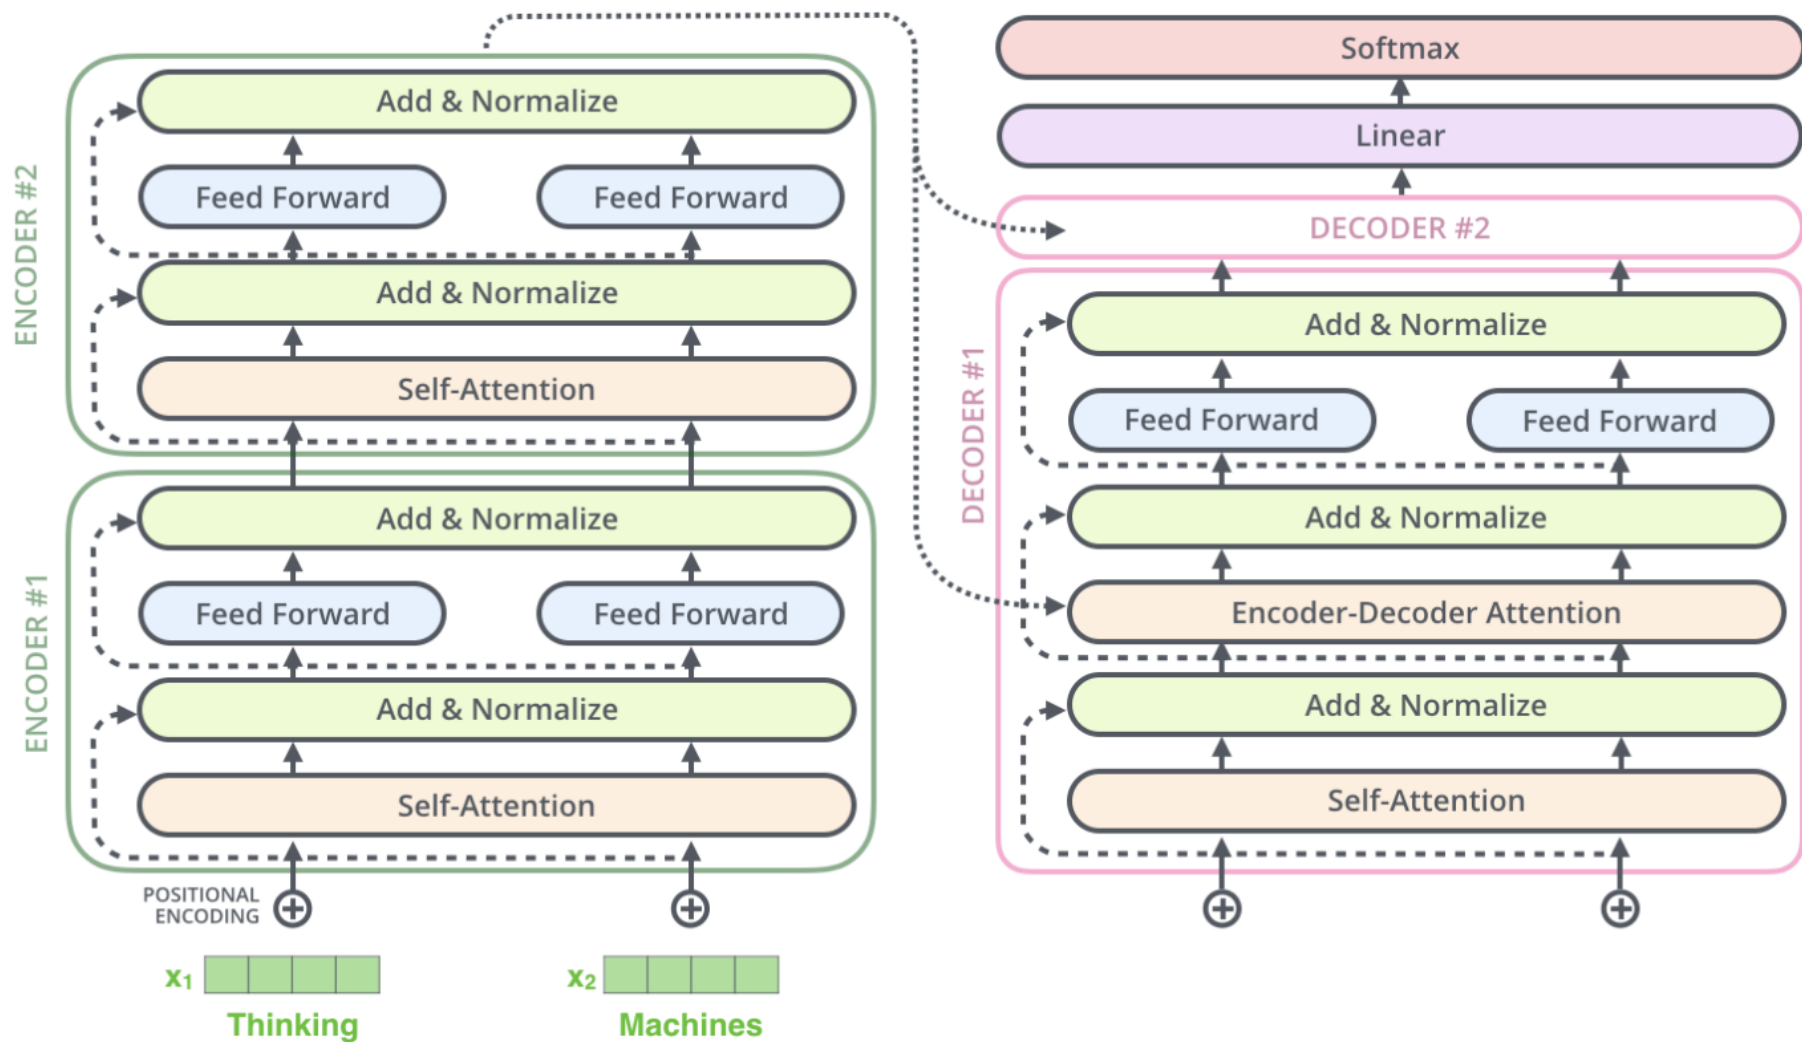 ENCODER #2
Add & Normalize
Feed Forward
Feed Forward
Add & Normalize
Self-Attention
ENCODER #1
Add & Normalize
Feed Forward
Feed Forward
Add & Normalize
Self-Attention
POSITIONAL
ENCODING
x₁
Thinking
x₂
Machines
Softmax
Linear
DECODER #2
DECODER #1
Add & Normalize
Feed Forward
Feed Forward
Add & Normalize
Encoder-Decoder Attention
Add & Normalize
Self-Attention